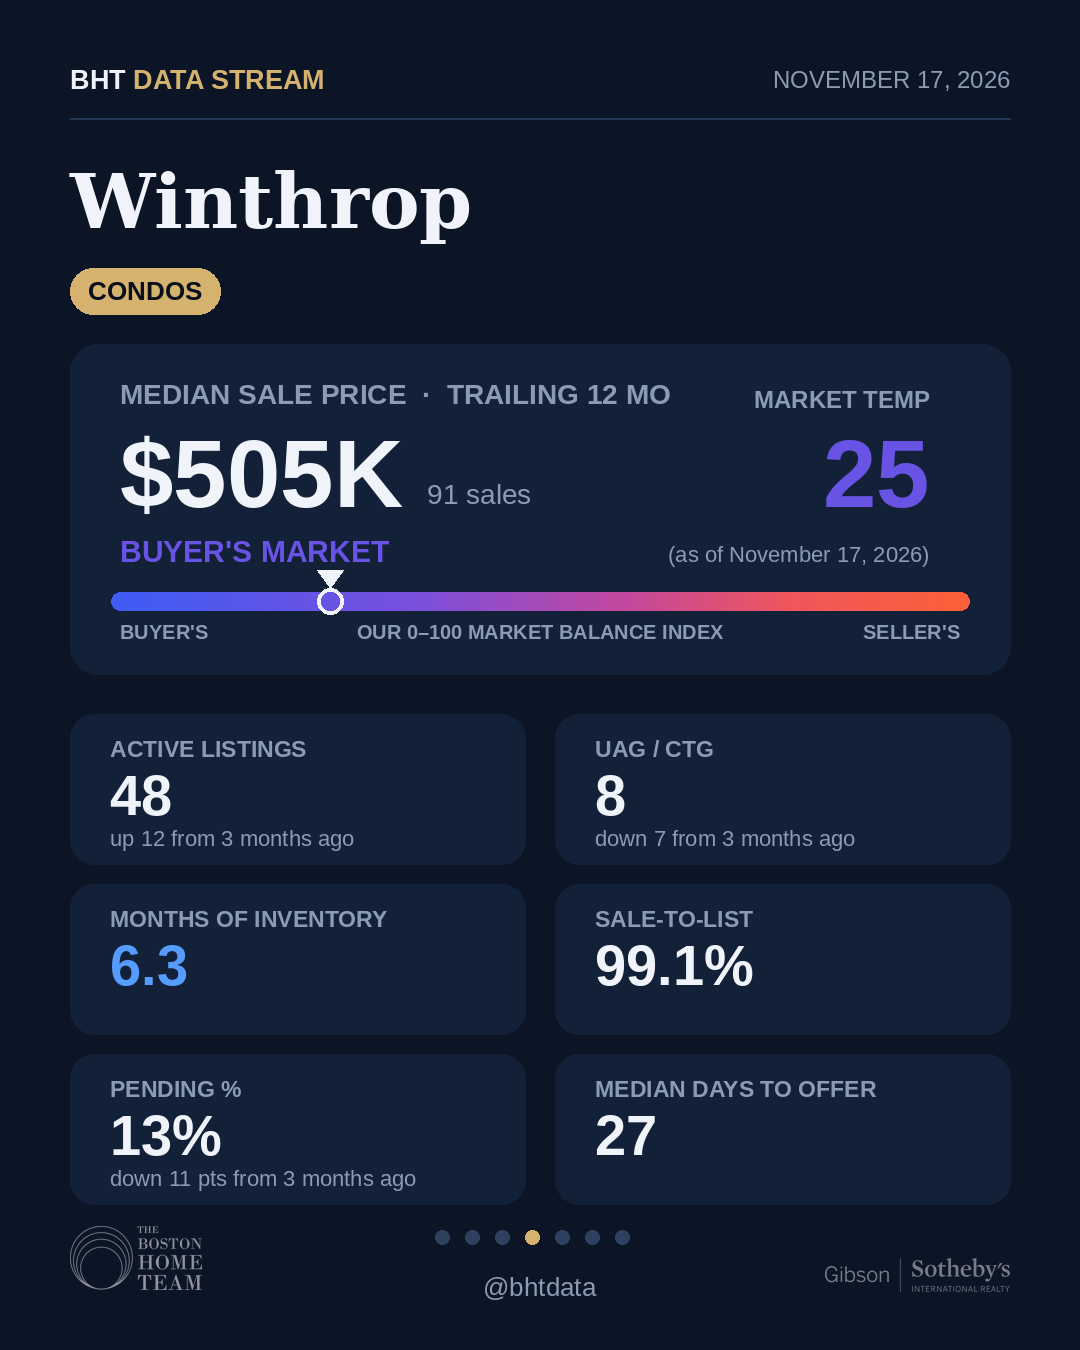 BHT DATA STREAM
NOVEMBER 17, 2026
Winthrop
CONDOS
MEDIAN SALE PRICE · TRAILING 12 MO
MARKET TEMP
$505K 91 sales
25
BUYER'S MARKET
(as of November 17, 2026)
BUYER'S
OUR 0–100 MARKET BALANCE INDEX
SELLER'S
ACTIVE LISTINGS
48
up 12 from 3 months ago
UAG / CTG
8
down 7 from 3 months ago
MONTHS OF INVENTORY
6.3
SALE-TO-LIST
99.1%
PENDING %
13%
down 11 pts from 3 months ago
MEDIAN DAYS TO OFFER
27
THE
BOSTON
HOME
TEAM
@bhtdata
Gibson
Sotheby's
INTERNATIONAL REALTY